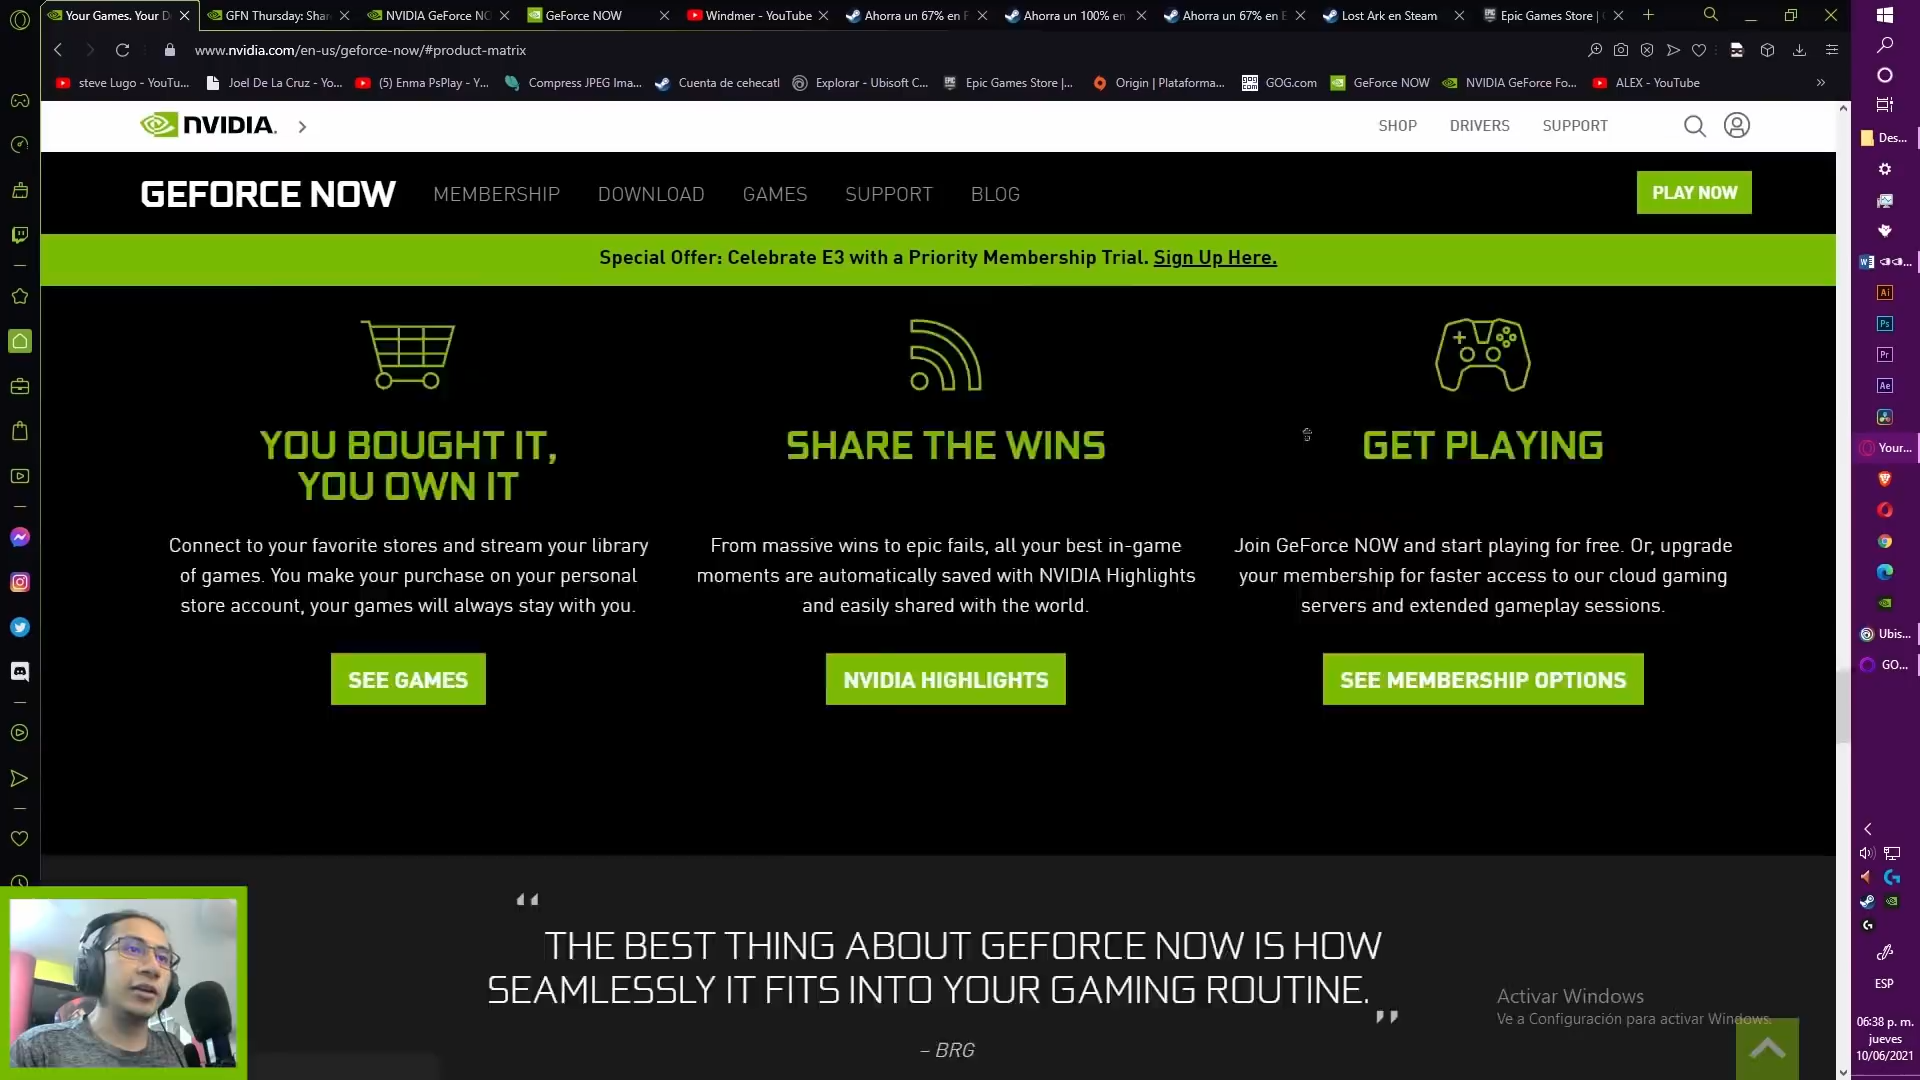 Your Games. Your D
GFN Thursday: Shar
NVIDIA GeForce NO
GeForce NOW
Windmer - YouTube
Ahorra un 67% en F
Ahorra un 100% en
Ahorra un 67% en E
Lost Ark en Steam
Epic Games Store |
www.nvidia.com/en-us/geforce-now/#product-matrix
steve Lugo - YouTu...
Joel De La Cruz - Yo...
(5) Enma PsPlay - Y...
Compress JPEG Ima...
Cuenta de cehecatl
Explorar - Ubisoft C...
Epic Games Store |...
Origin | Plataforma...
GOG.com
GeForce NOW
NVIDIA GeForce Fo...
ALEX - YouTube
»
NVIDIA.
SHOP
DRIVERS
SUPPORT
GEFORCE NOW
MEMBERSHIP
DOWNLOAD
GAMES
SUPPORT
BLOG
PLAY NOW
Special Offer: Celebrate E3 with a Priority Membership Trial. Sign Up Here.
YOU BOUGHT IT,
YOU OWN IT
Connect to your favorite stores and stream your library
of games. You make your purchase on your personal
store account, your games will always stay with you.
SEE GAMES
SHARE THE WINS
From massive wins to epic fails, all your best in-game
moments are automatically saved with NVIDIA Highlights
and easily shared with the world.
NVIDIA HIGHLIGHTS
GET PLAYING
Join GeForce NOW and start playing for free. Or, upgrade
your membership for faster access to our cloud gaming
servers and extended gameplay sessions.
SEE MEMBERSHIP OPTIONS
“
THE BEST THING ABOUT GEFORCE NOW IS HOW
SEAMLESSLY IT FITS INTO YOUR GAMING ROUTINE.
”
– BRG
Activar Windows
Ve a Configuración para activar Windows.
Des...
Ai
Ps
Pr
Ae
Your...
Ubis...
GO...
ESP
06:38 p. m.
jueves
10/06/2021